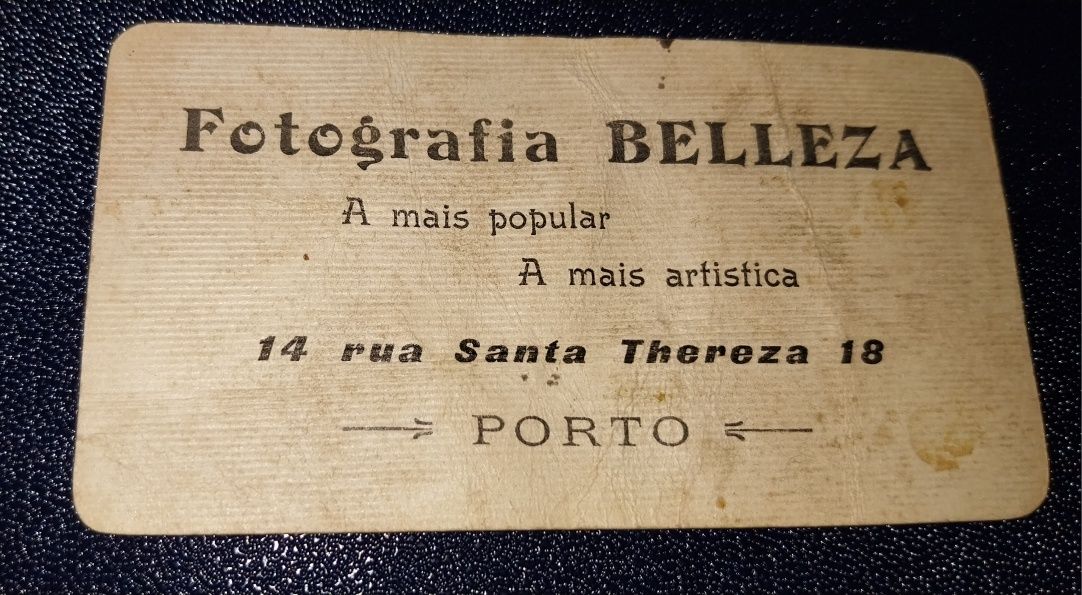 Fotografia BELLEZA
A mais popular
A mais artistica
14 rua Santa Thereza 18
PORTO